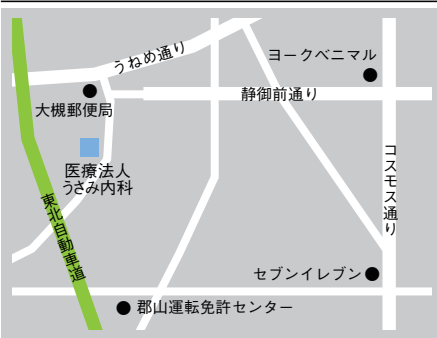 うねめ通り
ヨークベニマル
大槻郵便局
静御前通り
医療法人
うさみ内科
コスモス通り
東北自動車道
セブンイレブン
郡山運転免許センター